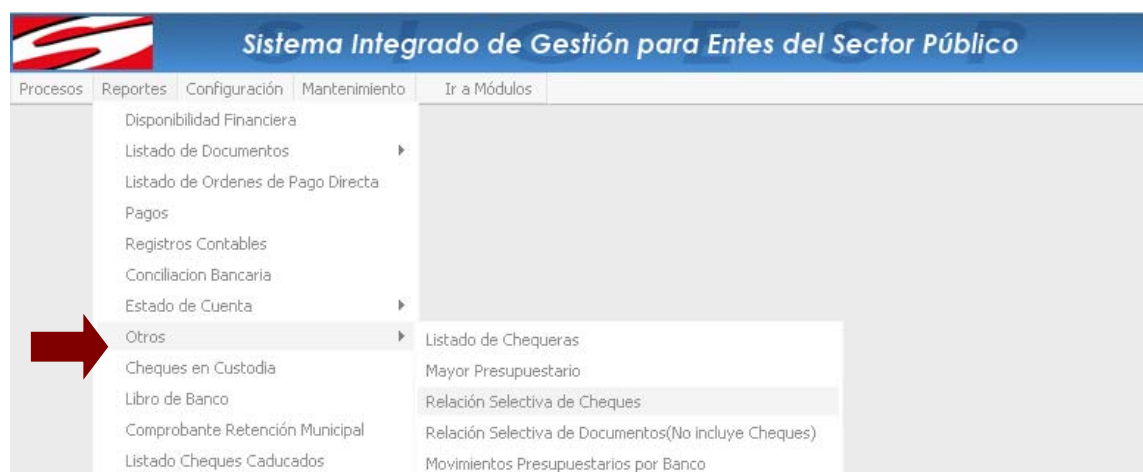 Sistema Integrado de Gestión para Entes del Sector Público
Procesos Reportes Configuración Mantenimiento Ir a Módulos
Disponibilidad Financiera
Listado de Documentos
Listado de Ordenes de Pago Directa
Pagos
Registros Contables
Conciliacion Bancaria
Estado de Cuenta
Otros
Cheques en Custodia
Libro de Banco
Comprobante Retención Municipal
Listado Cheques Caducados
Listado de Chequeras
Mayor Presupuestario
Relación Selectiva de Cheques
Relación Selectiva de Documentos(No incluye Cheques)
Movimientos Presupuestarios por Banco